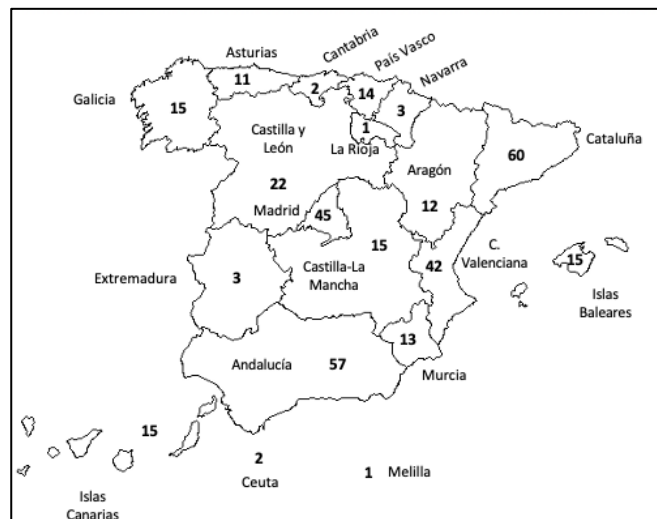 Asturias
Cantabria
País Vasco
Navarra
11
2
14
3
Galicia
15
1
Castilla y
León
La Rioja
Cataluña
60
Aragón
22
12
Madrid
45
15
C.
Valenciana
42
15
Extremadura
3
Castilla-La
Mancha
Islas
Baleares
13
Andalucía
57
Murcia
15
2
Ceuta
1
Melilla
Islas
Canarias